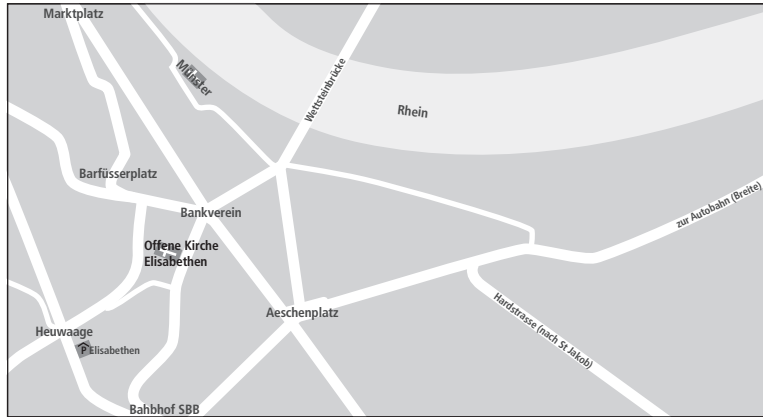 Marktplatz
Münster
Wettsteinbrücke
Rhein
Barfüsserplatz
zur Autobahn (Breite)
Bankverein
Offene Kirche
Elisabethen
Aeschenplatz
Hardstrasse (nach St Jakob)
Heuwaage
P Elisabethen
Bahbhof SBB